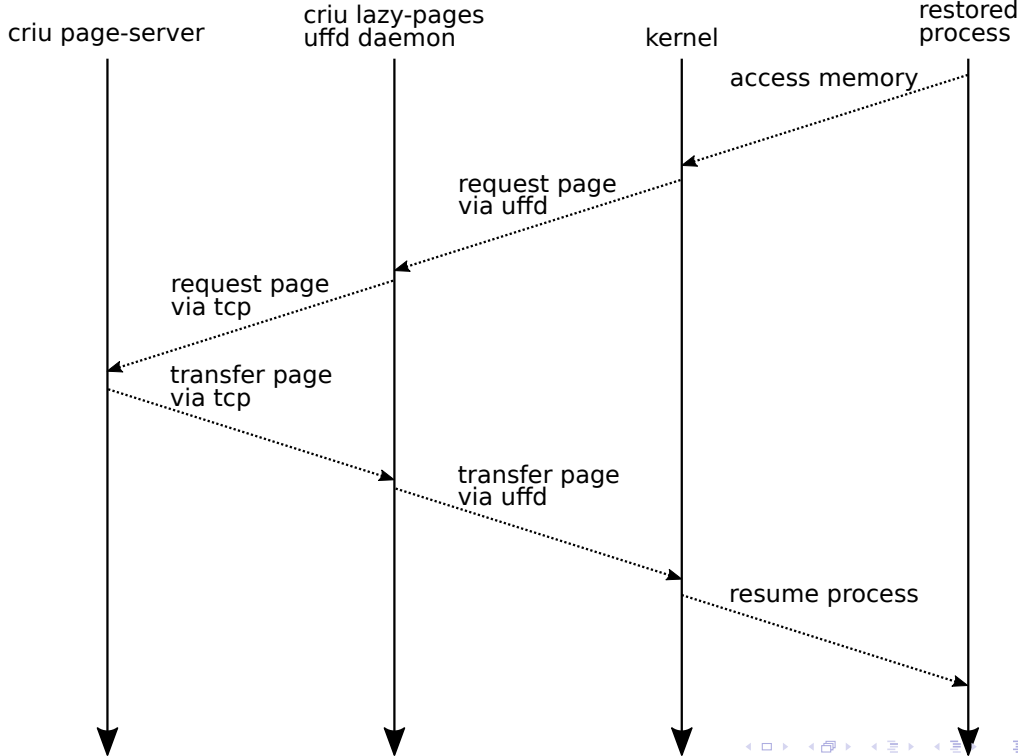 criu page-server
criu lazy-pages
uffd daemon
kernel
restored
process
access memory
request page
via uffd
request page
via tcp
transfer page
via tcp
transfer page
via uffd
resume process